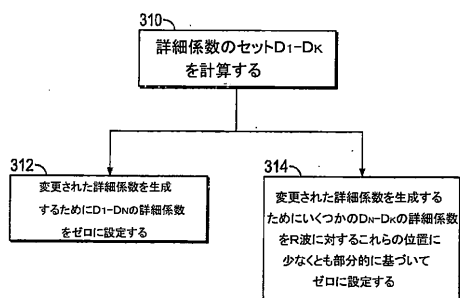 310
詳細係数のセットD1-DK
を計算する
312
変更された詳細係数を生成
するためにD1-DNの詳細係数
をゼロに設定する
314
変更された詳細係数を生成する
ためにいくつかのDN-DKの詳細係数
をR波に対するこれらの位置に
少なくとも部分的に基づいて
ゼロに設定する